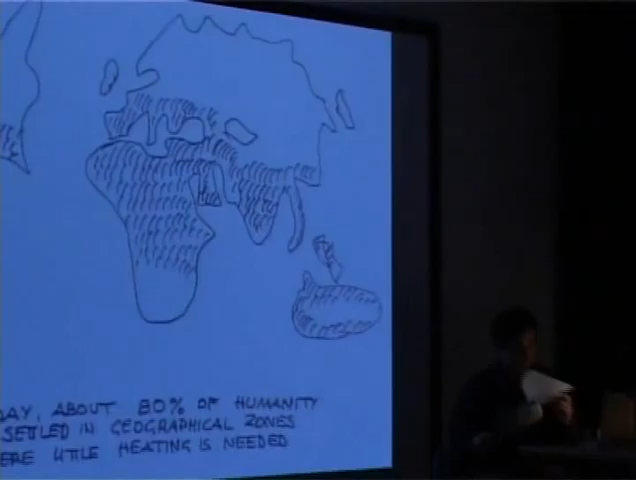 DAY, ABOUT 80% OF HUMANITY
SETTLED IN GEOGRAPHICAL ZONES
ERE LITTLE HEATING IS NEEDED